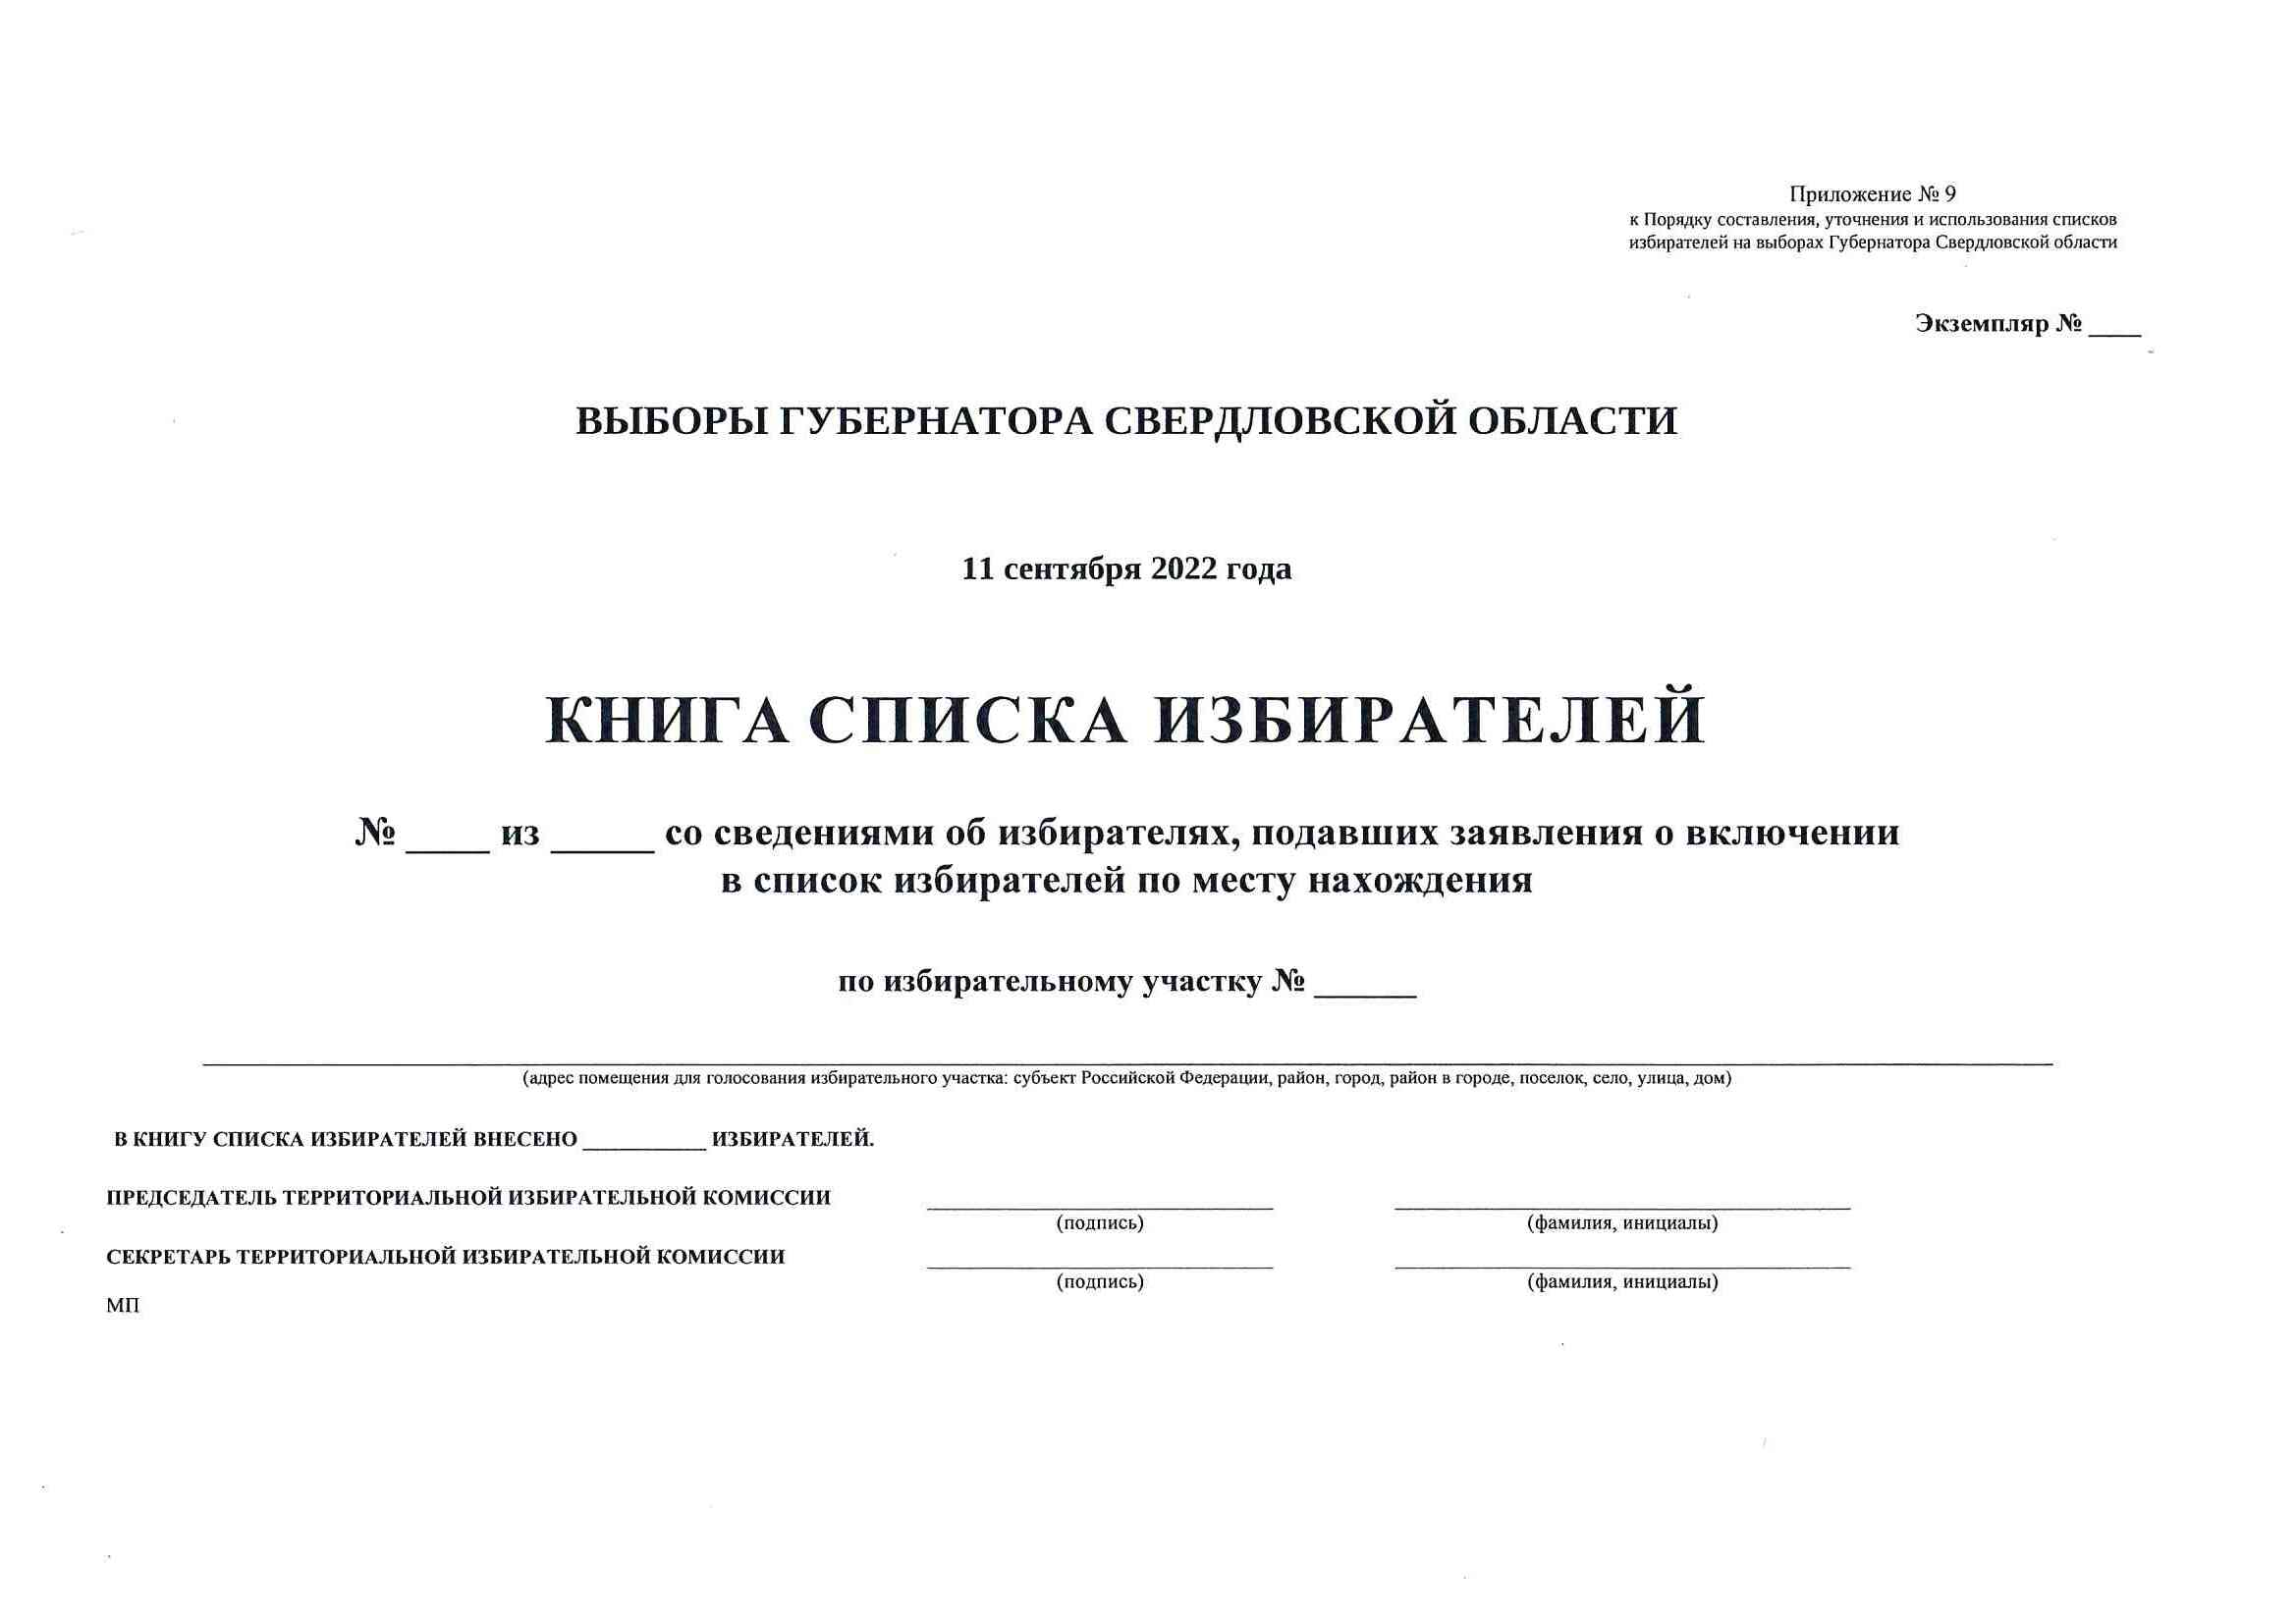 Приложение № 9
к Порядку составления, уточнения и использования списков
избирателей на выборах Губернатора Свердловской области
Экземпляр № ____
ВЫБОРЫ ГУБЕРНАТОРА СВЕРДЛОВСКОЙ ОБЛАСТИ
11 сентября 2022 года
КНИГА СПИСКА ИЗБИРАТЕЛЕЙ
№ ____ из _____ со сведениями об избирателях, подавших заявления о включении
в список избирателей по месту нахождения
по избирательному участку № ______
(адрес помещения для голосования избирательного участка: субъект Российской Федерации, район, город, район в городе, поселок, село, улица, дом)
В КНИГУ СПИСКА ИЗБИРАТЕЛЕЙ ВНЕСЕНО ___________ ИЗБИРАТЕЛЕЙ.
ПРЕДСЕДАТЕЛЬ ТЕРРИТОРИАЛЬНОЙ ИЗБИРАТЕЛЬНОЙ КОМИССИИ
(подпись) (фамилия, инициалы)
СЕКРЕТАРЬ ТЕРРИТОРИАЛЬНОЙ ИЗБИРАТЕЛЬНОЙ КОМИССИИ
(подпись) (фамилия, инициалы)
МП